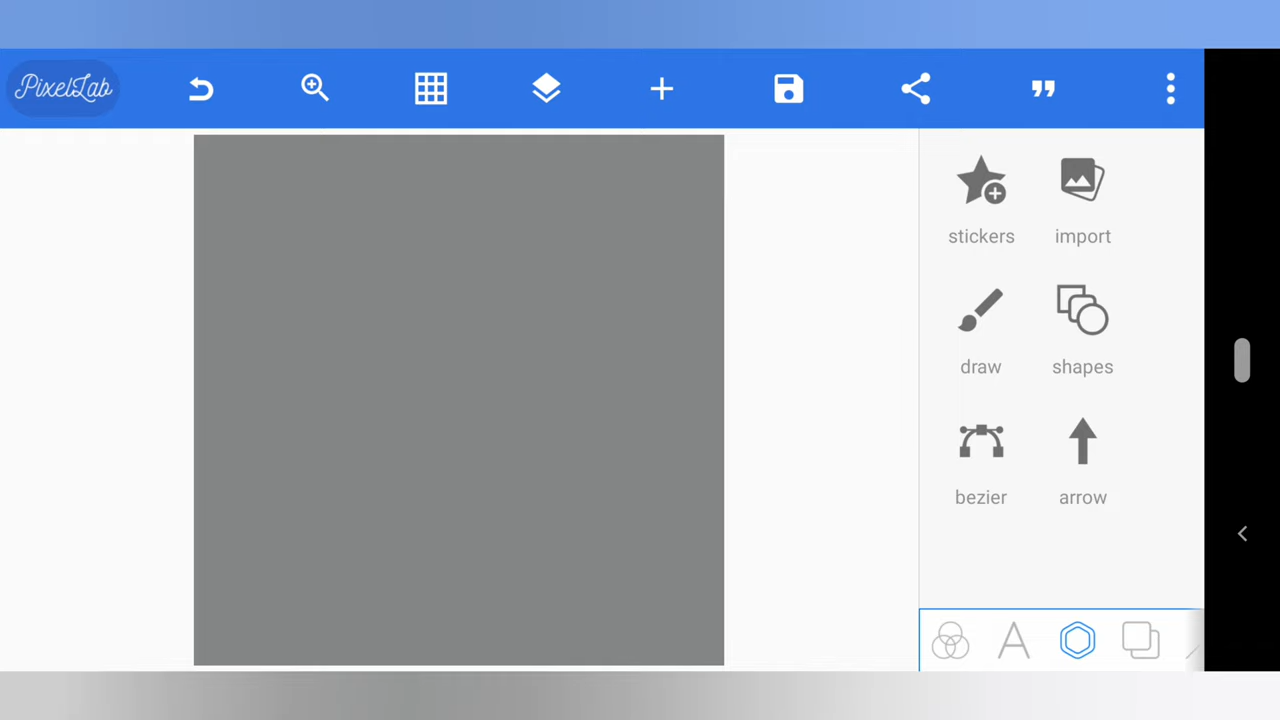 PixelLab
stickers
import
draw
shapes
bezier
arrow